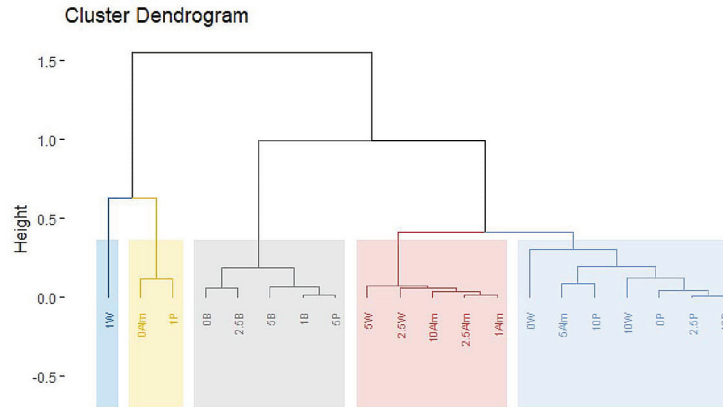 Cluster Dendrogram
Height
1.5
1.0
0.5
0.0
-0.5
1W
0Alm
1P
0B
2.5B
5B
1B
5P
5W
2.5W
10Alm
2.5Alm
1Alm
0W
5Alm
10P
10W
0P
2.5P